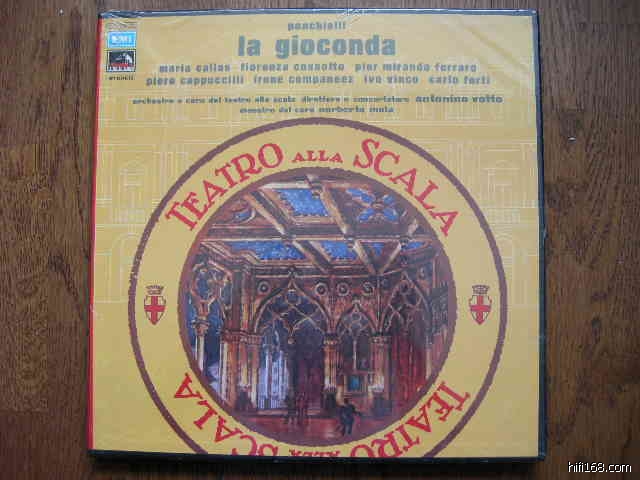 ponchielli
EMI
la gioconda
maria callas - fiorenza cossotto - pier miranda ferraro
piero cappuccilli - irene companeez - ivo vinco - carlo forti
orchestra e coro del teatro alla scala direttore e concertatore antonino votto
maestro del coro norberto mola
TEATRO ALLA SCALA
TEATRO ALLA SCALA
hifi168.com